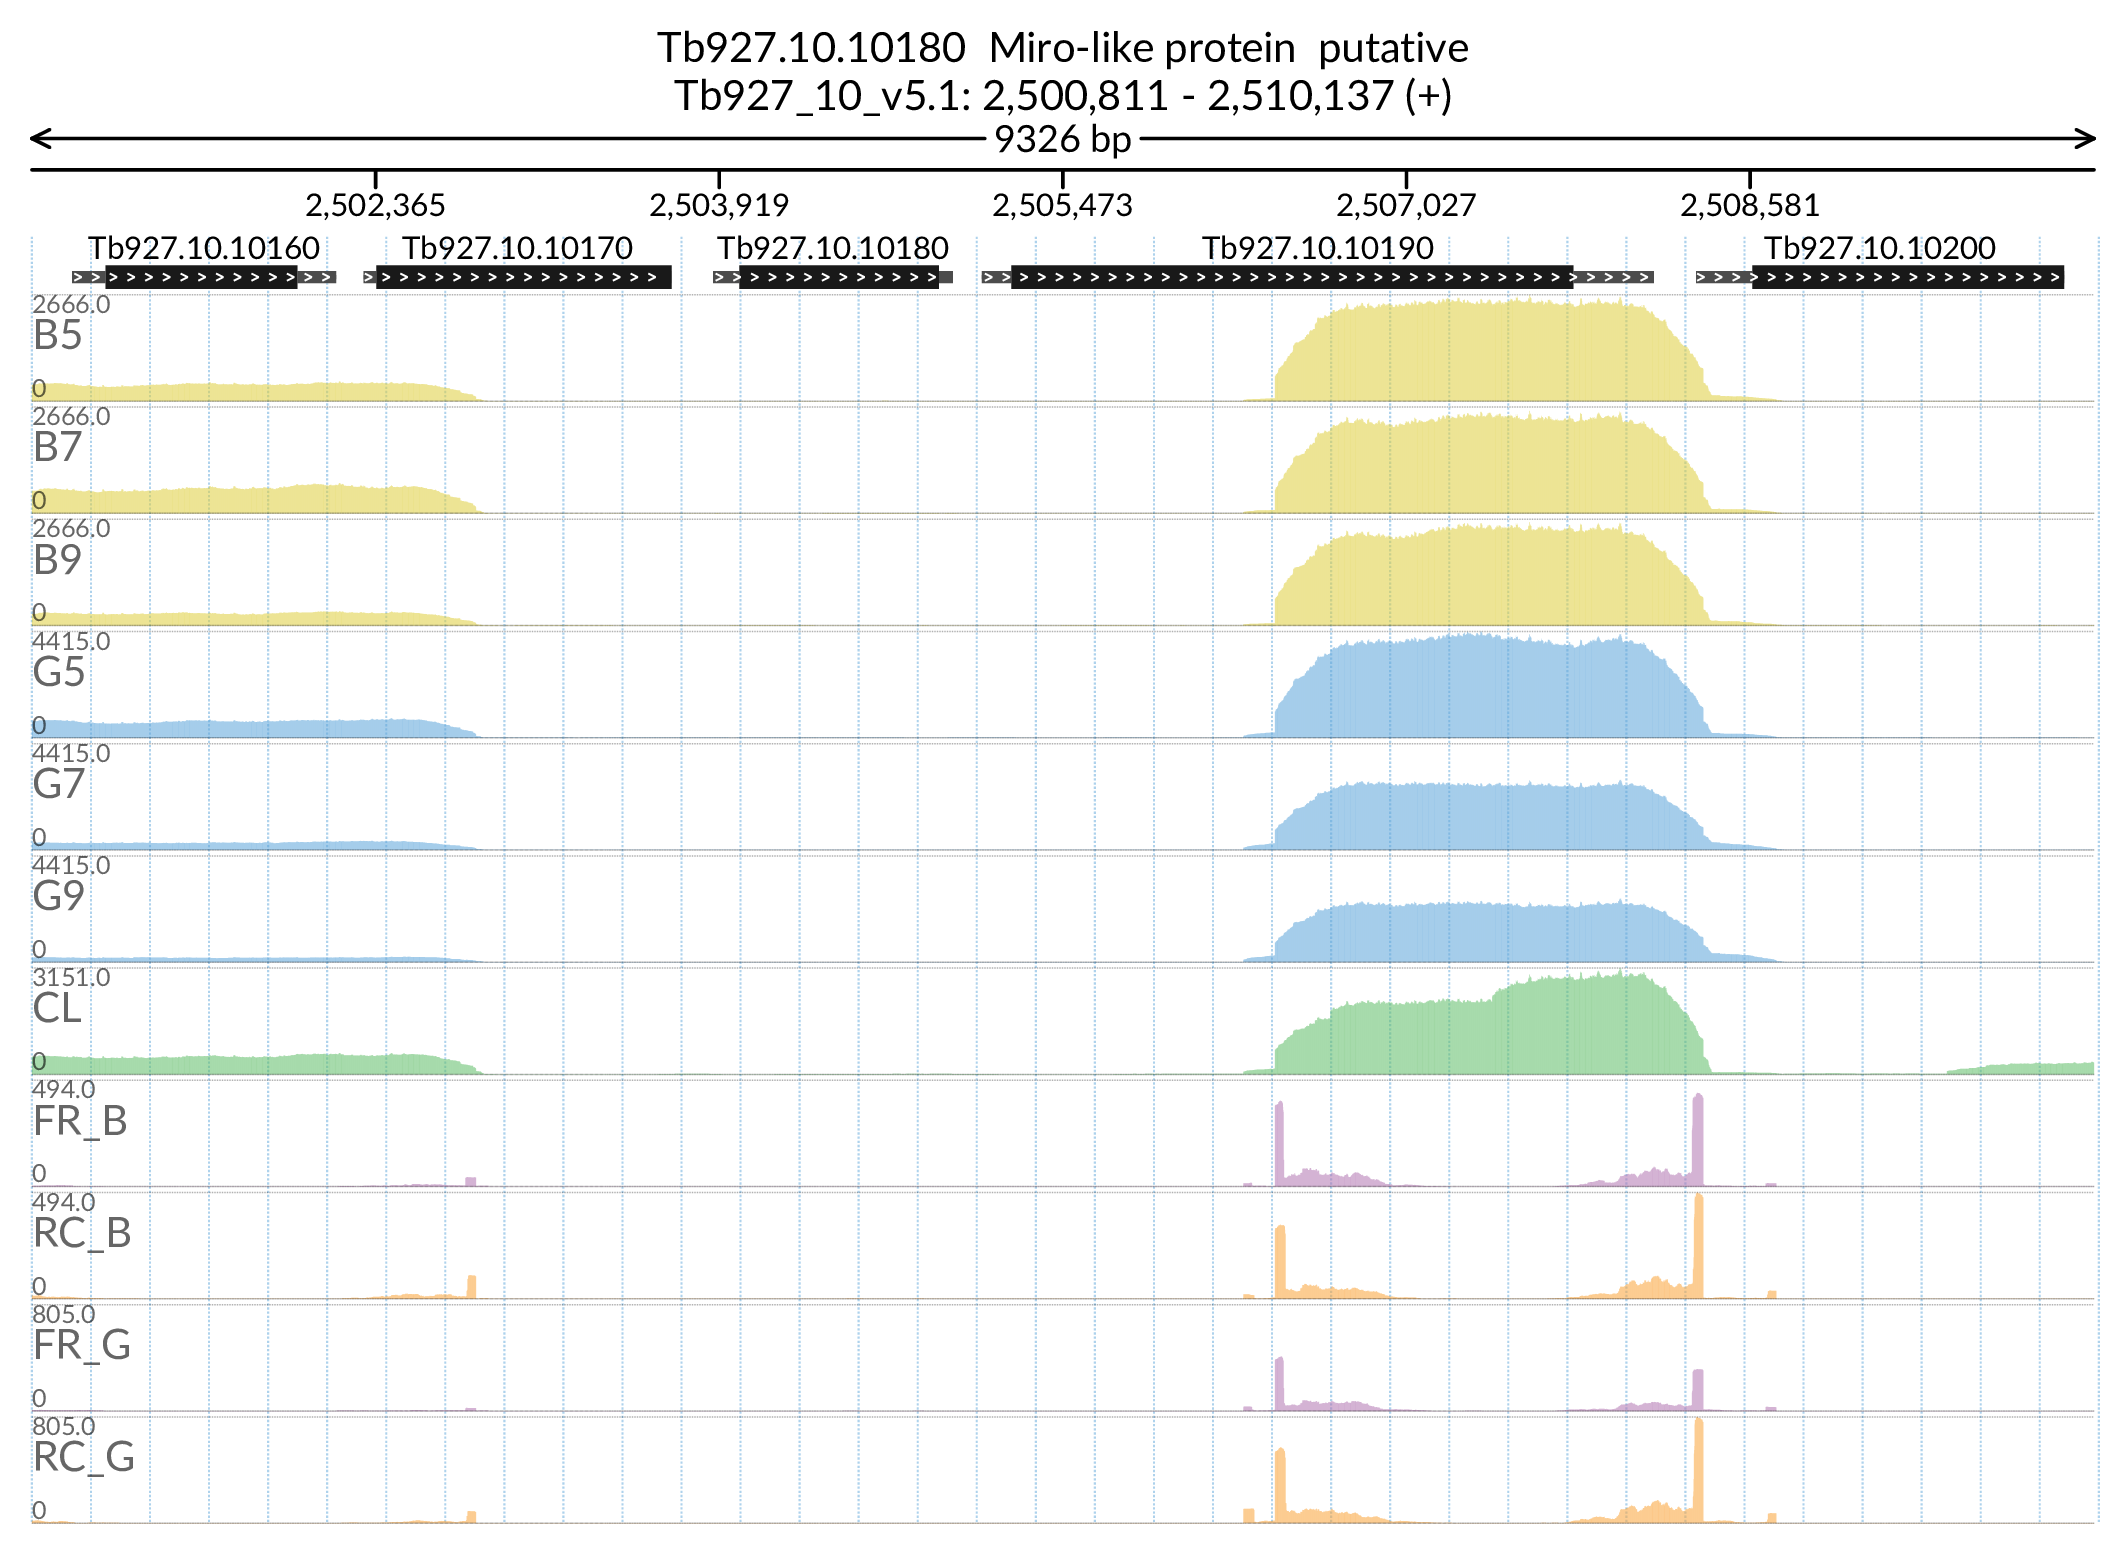 Tb927.10.10180 Miro-like protein putative
Tb927_10_v5.1: 2,500,811 - 2,510,137 (+)
9326 bp
2,502,365 2,503,919 2,505,473 2,507,027 2,508,581
Tb927.10.10160 Tb927.10.10170 Tb927.10.10180 Tb927.10.10190 Tb927.10.10200
2666.0
B5
0
2666.0
B7
0
2666.0
B9
0
4415.0
G5
0
4415.0
G7
0
4415.0
G9
0
3151.0
CL
0
494.0
FR_B
0
494.0
RC_B
0
805.0
FR_G
0
805.0
RC_G
0